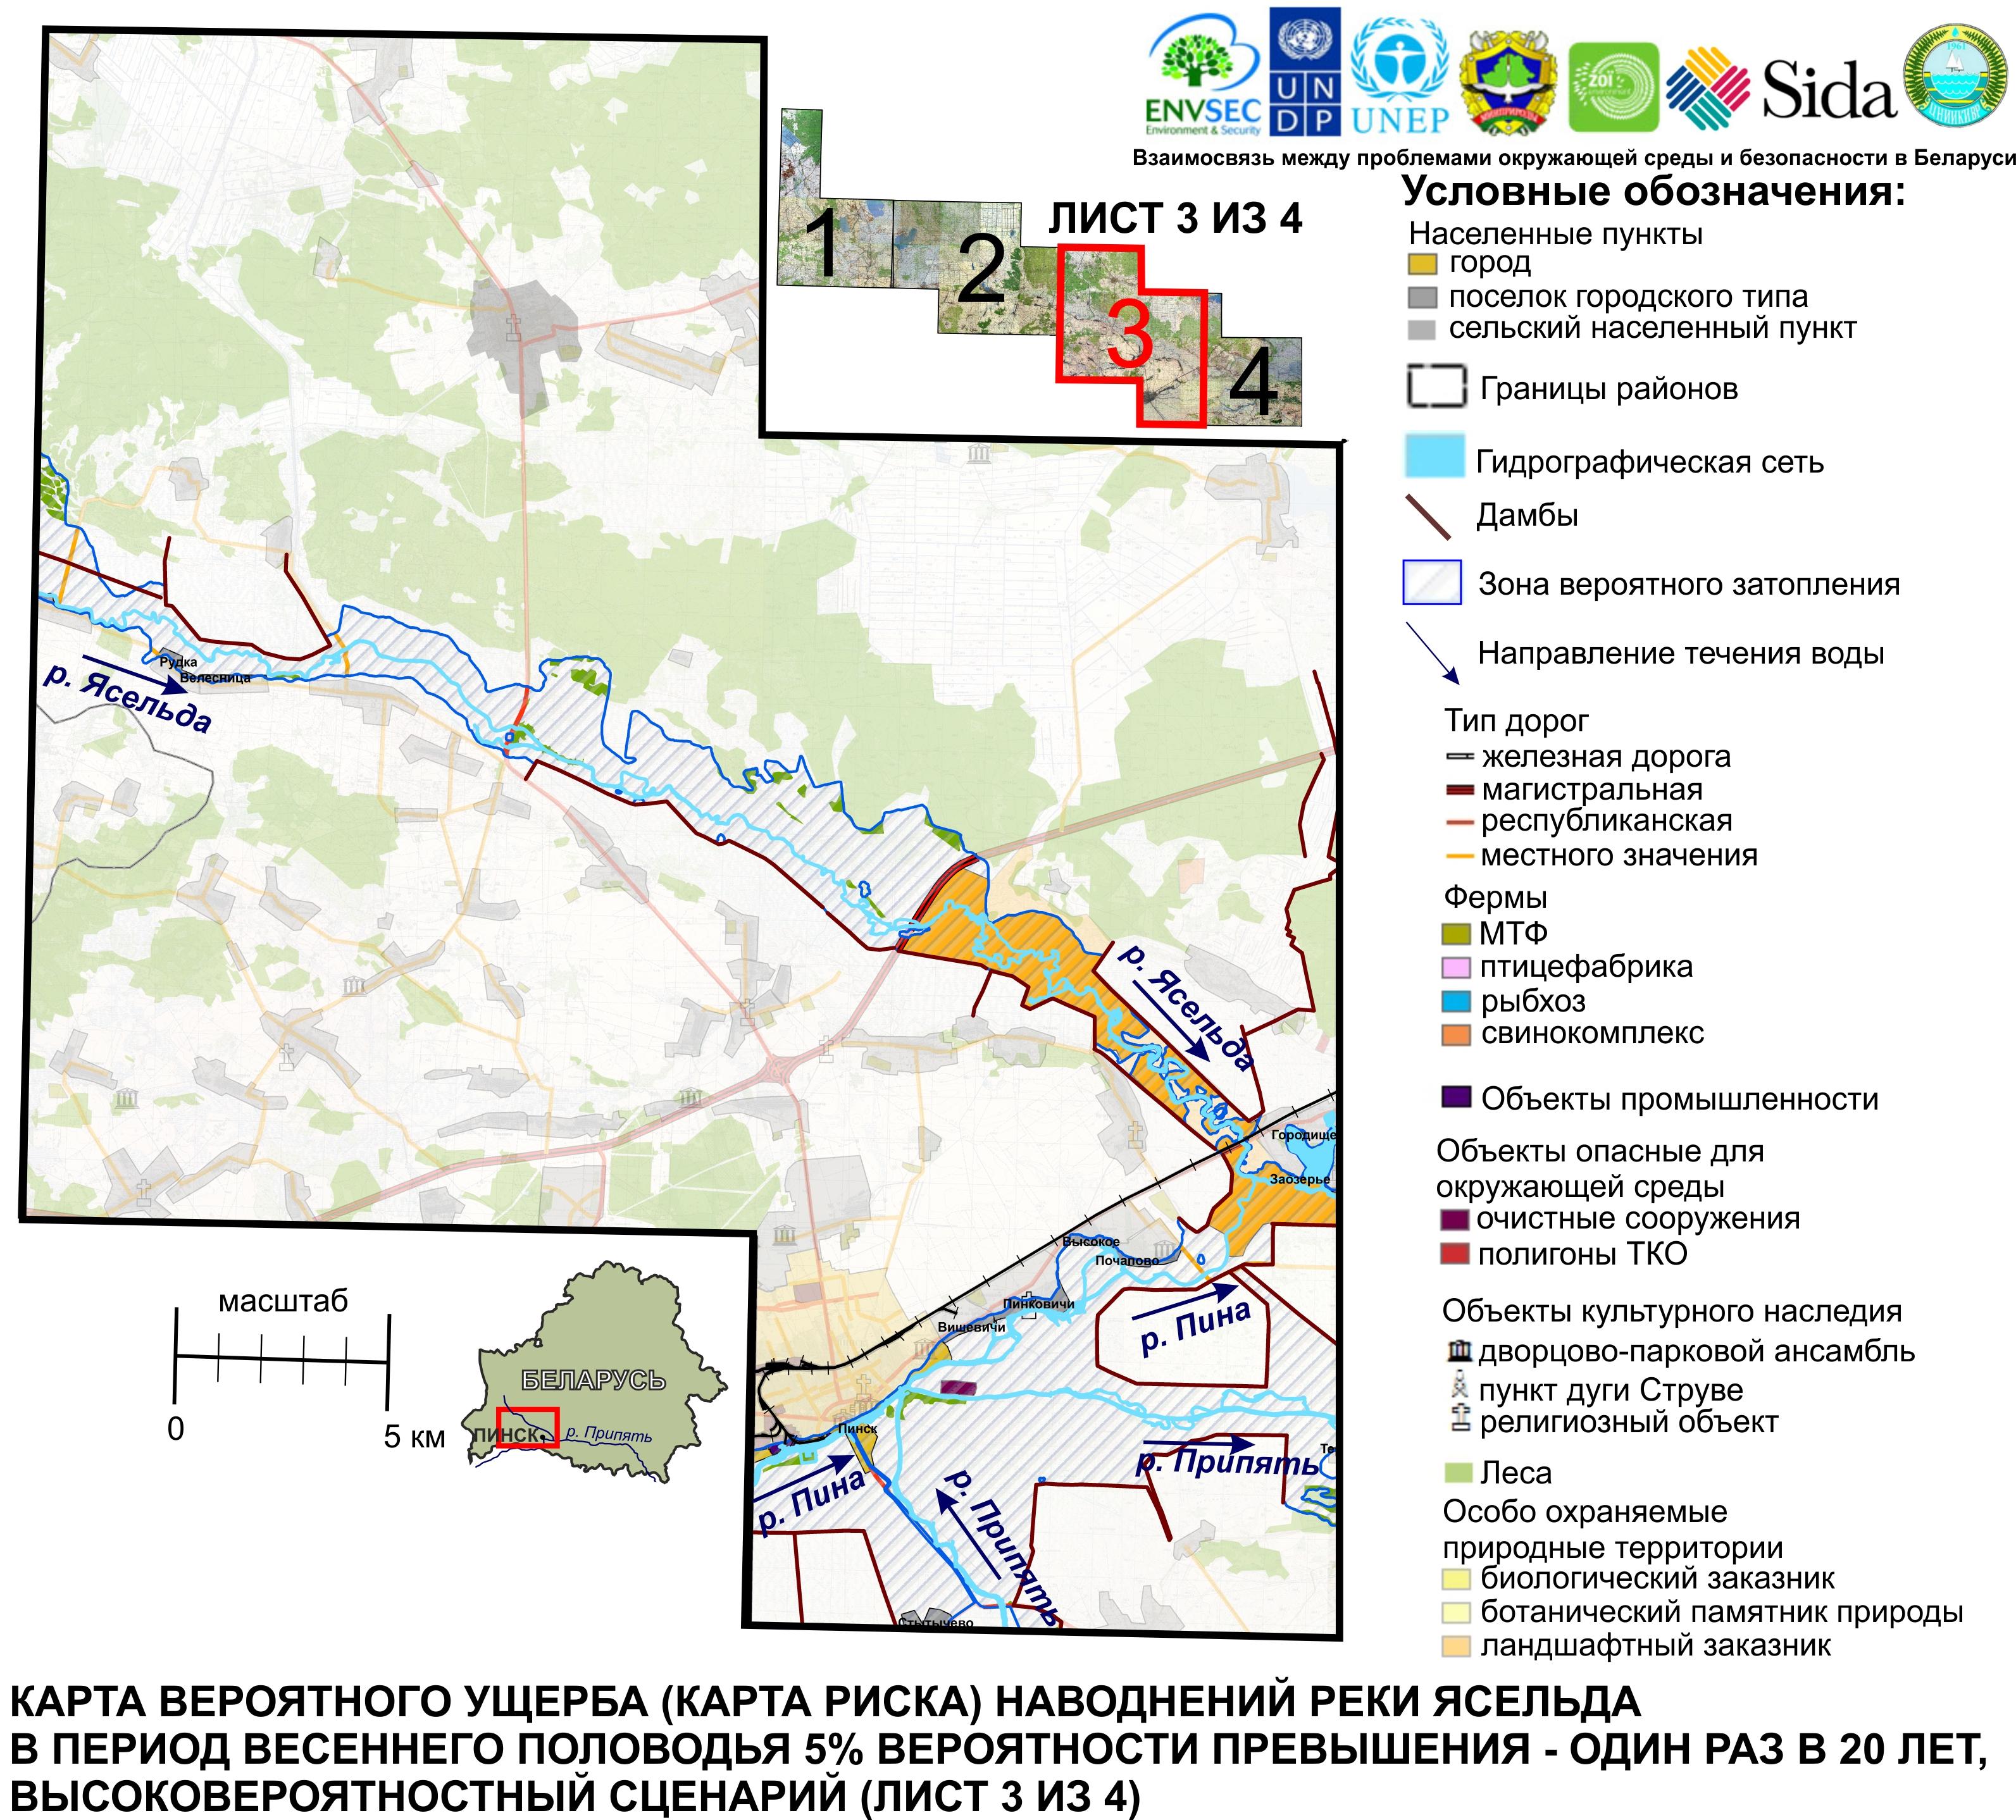 ENVSEC
Environment & Security
U N
D P
UNEP
МИНПРИРОДЫ
zoï
environment
Sida
1961
ЦНИИКИВР
Взаимосвязь между проблемами окружающей среды и безопасности в Беларуси
ЛИСТ 3 ИЗ 4
1
2
3
4
Условные обозначения:
Населенные пункты
город
поселок городского типа
сельский населенный пункт
Границы районов
Гидрографическая сеть
Дамбы
Зона вероятного затопления
Направление течения воды
Тип дорог
железная дорога
магистральная
республиканская
местного значения
Фермы
МТФ
птицефабрика
рыбхоз
свинокомплекс
Объекты промышленности
Объекты опасные для
окружающей среды
очистные сооружения
полигоны ТКО
Объекты культурного наследия
дворцово-парковой ансамбль
пункт дуги Струве
религиозный объект
Леса
Особо охраняемые
природные территории
биологический заказник
ботанический памятник природы
ландшафтный заказник
Рудка
Велесница
р. Ясельда
р. Ясельда
Городище
Заозерье
Высокое
Почапово
Пинковичи
Вишевичи
р. Пина
Пинск
р. Пина
р. Припять
р. Припять
Те
Стытычево
масштаб
0
5 км
БЕЛАРУСЬ
ПИНСК
р. Припять
КАРТА ВЕРОЯТНОГО УЩЕРБА (КАРТА РИСКА) НАВОДНЕНИЙ РЕКИ ЯСЕЛЬДА
В ПЕРИОД ВЕСЕННЕГО ПОЛОВОДЬЯ 5% ВЕРОЯТНОСТИ ПРЕВЫШЕНИЯ - ОДИН РАЗ В 20 ЛЕТ,
ВЫСОКОВЕРОЯТНОСТНЫЙ СЦЕНАРИЙ (ЛИСТ 3 ИЗ 4)